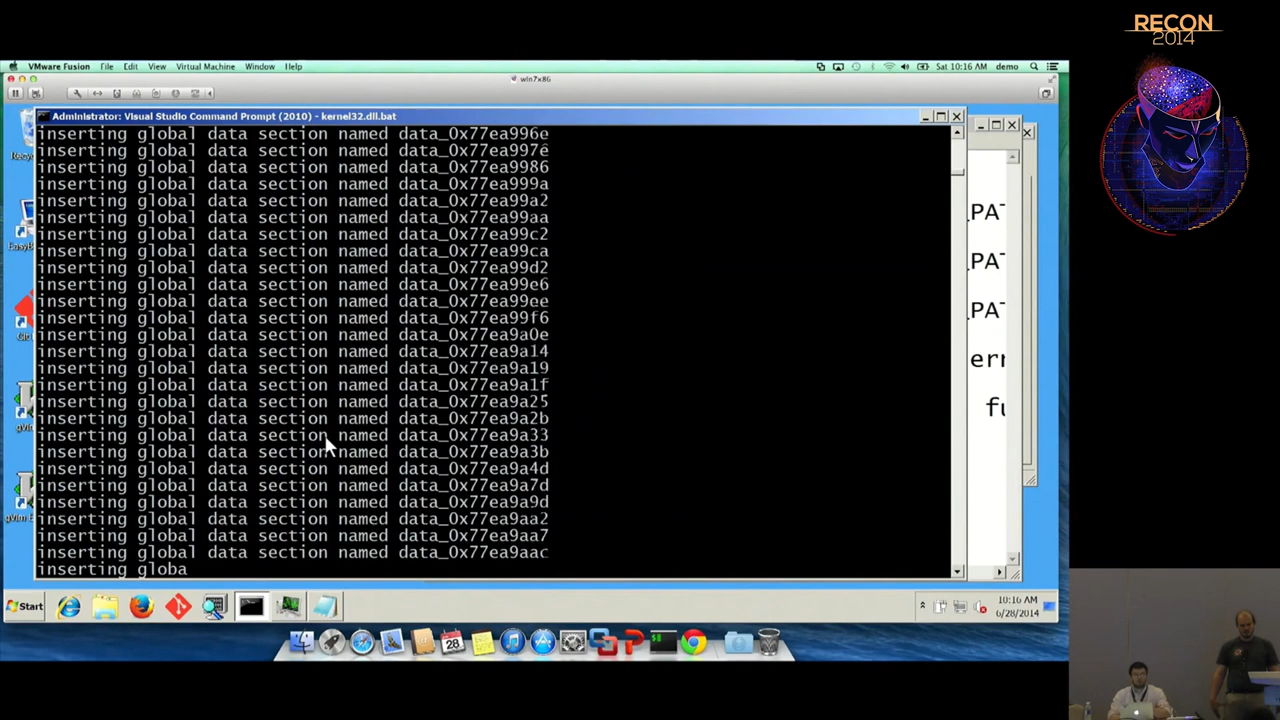 RECON
2014
VMware Fusion File Edit View Virtual Machine Window Help Sat 10:16 AM demo
win7x86
Administrator: Visual Studio Command Prompt (2010) - kernel32.dll.bat
inserting global data section named data_0x77ea996e
inserting global data section named data_0x77ea997e
inserting global data section named data_0x77ea9986
inserting global data section named data_0x77ea999a
inserting global data section named data_0x77ea99a2
inserting global data section named data_0x77ea99aa
inserting global data section named data_0x77ea99c2
inserting global data section named data_0x77ea99ca
inserting global data section named data_0x77ea99d2
inserting global data section named data_0x77ea99e6
inserting global data section named data_0x77ea99ee
inserting global data section named data_0x77ea99f6
inserting global data section named data_0x77ea9a0e
inserting global data section named data_0x77ea9a14
inserting global data section named data_0x77ea9a19
inserting global data section named data_0x77ea9a1f
inserting global data section named data_0x77ea9a25
inserting global data section named data_0x77ea9a2b
inserting global data section named data_0x77ea9a33
inserting global data section named data_0x77ea9a3b
inserting global data section named data_0x77ea9a4d
inserting global data section named data_0x77ea9a7d
inserting global data section named data_0x77ea9a9d
inserting global data section named data_0x77ea9aa2
inserting global data section named data_0x77ea9aa7
inserting global data section named data_0x77ea9aac
inserting globa
_PAT
_PAT
_PAT
err
fu
Start
10:16 AM
6/28/2014
28